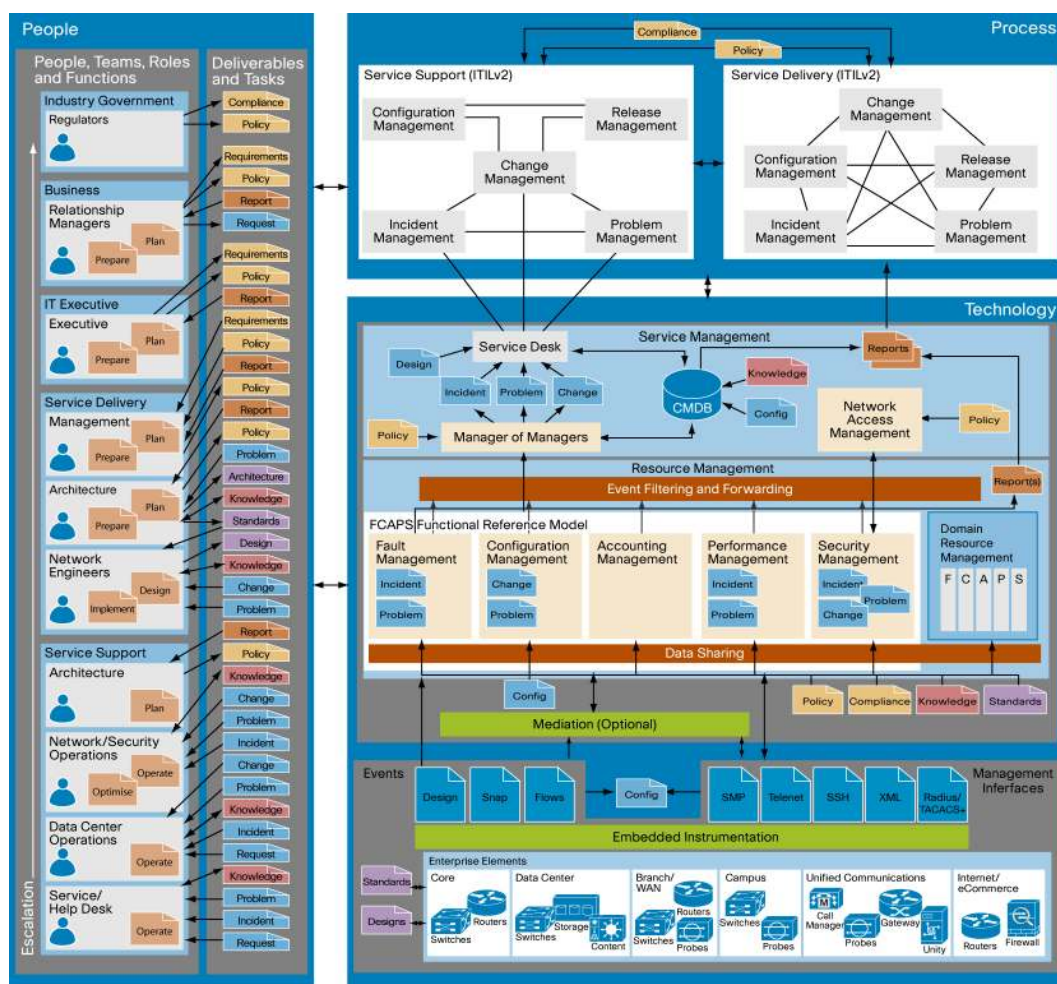 People
People, Teams, Roles
and Functions
Deliverables
and Tasks
Industry Government
Regulators
Business
Relationship
Managers
Plan
Prepare
IT Executive
Executive
Plan
Prepare
Service Delivery
Management
Plan
Prepare
Architecture
Plan
Prepare
Network
Engineers
Design
Implement
Service Support
Architecture
Plan
Network/Security
Operations
Operate
Optimise
Data Center
Operations
Operate
Service/
Help Desk
Operate
Escalation
Compliance
Policy
Requirements
Policy
Report
Request
Requirements
Policy
Report
Requirements
Policy
Report
Policy
Report
Policy
Problem
Architecture
Knowledge
Standards
Design
Knowledge
Change
Problem
Report
Policy
Knowledge
Change
Problem
Incident
Change
Problem
Knowledge
Incident
Request
Knowledge
Problem
Incident
Request
Process
Compliance
Policy
Service Support (ITILv2)
Configuration
Management
Release
Management
Change
Management
Incident
Management
Problem
Management
Service Delivery (ITILv2)
Change
Management
Configuration
Management
Release
Management
Incident
Management
Problem
Management
Technology
Service Management
Service Desk
Design
Incident
Problem
Change
Policy
Manager of Managers
CMDB
Knowledge
Config
Reports
Network
Access
Management
Policy
Resource Management
Event Filtering and Forwarding
Report(s)
FCAPS Functional Reference Model
Fault
Management
Incident
Problem
Configuration
Management
Change
Problem
Accounting
Management
Performance
Management
Incident
Problem
Security
Management
Incident
Problem
Change
Domain
Resource
Management
F C A P S
Data Sharing
Config
Policy
Compliance
Knowledge
Standards
Mediation (Optional)
Events
Design
Snap
Flows
Config
SMP
Telenet
SSH
XML
Radius/
TACACS+
Management
Inferfaces
Embedded Instrumentation
Enterprise Elements
Standards
Designs
Core
Routers
Switches
Data Center
Switches
Storage
Content
Branch/
WAN
Routers
Switches
Probes
Campus
Switches
Probes
Unified Communications
M
Call
Manager
Probes
Gateway
Unity
Internet/
eCommerce
Routers
Firewall